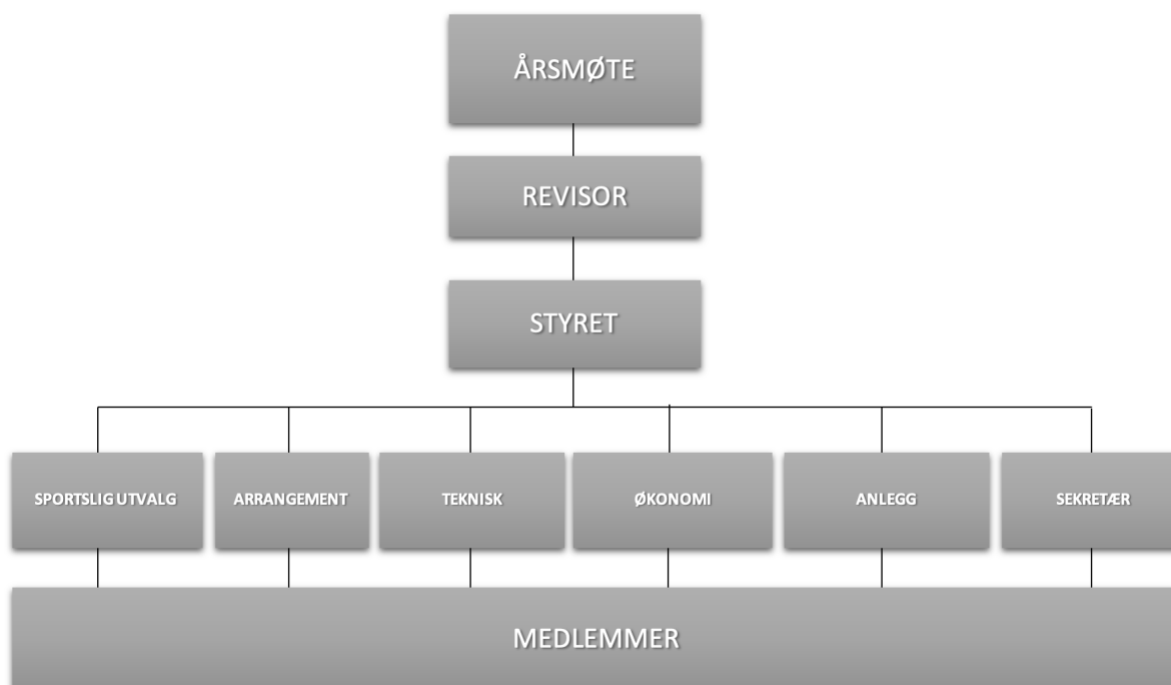 ÅRSMØTE
REVISOR
STYRET
SPORTSLIG UTVALG
ARRANGEMENT
TEKNISK
ØKONOMI
ANLEGG
SEKRETÆR
MEDLEMMER